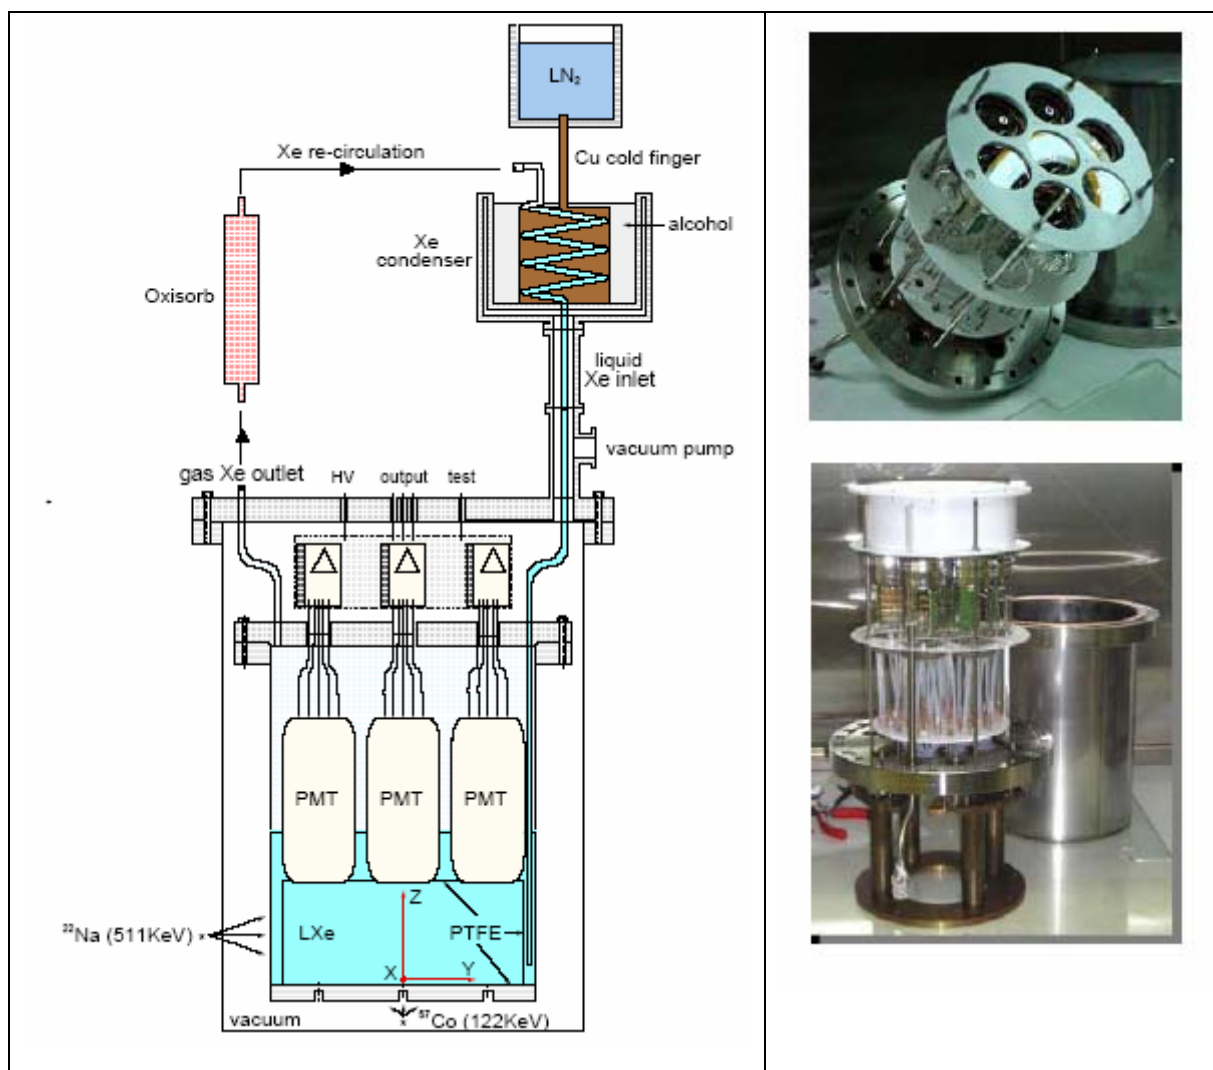 LN₂
Xe re-circulation
Cu cold finger
alcohol
Xe
condenser
Oxisorb
liquid
Xe inlet
vacuum pump
gas Xe outlet
HV
output
test
PMT
PMT
PMT
Z
²²Na (511KeV)
LXe
PTFE
X
Y
vacuum
⁵⁷Co (122KeV)